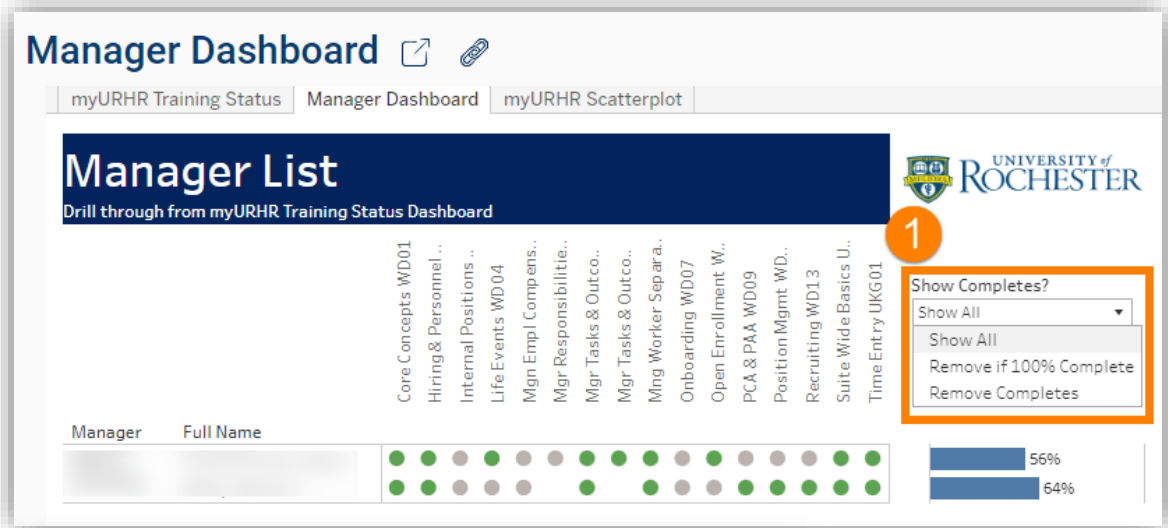 Manager Dashboard
myURHR Training Status
Manager Dashboard
myURHR Scatterplot
Manager List
Drill through from myURHR Training Status Dashboard
UNIVERSITY of
ROCHESTER
1
Core Concepts WD01
Hiring & Personnel ..
Internal Positions ..
Life Events WD04
Mgn Empl Compens..
Mgr Responsibilitie..
Mgr Tasks & Outco..
Mgr Tasks & Outco..
Mng Worker Separa..
Onboarding WD07
Open Enrollment W..
PCA & PAA WD09
Position Mgmt WD..
Recruiting WD13
Suite Wide Basics U..
Time Entry UKG01
Show Completes?
Show All
Show All
Remove if 100% Complete
Remove Completes
Manager
Full Name
56%
64%